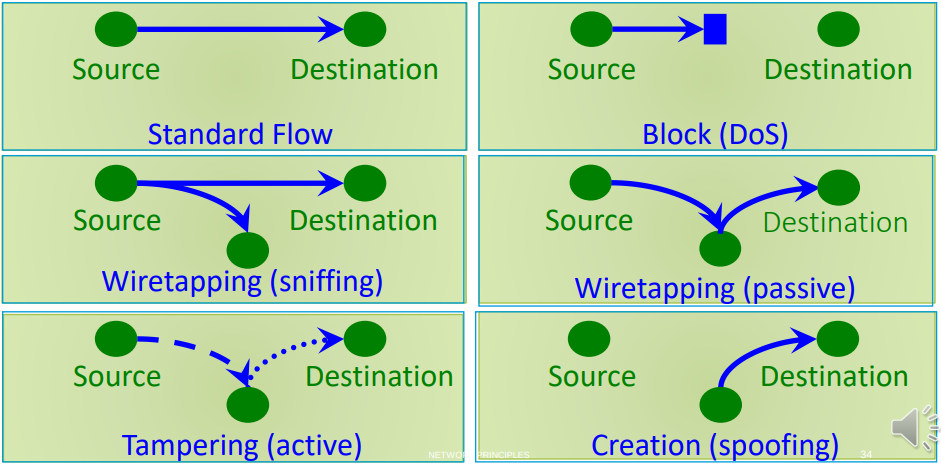 Source
Destination
Standard Flow
Source
Destination
Block (DoS)
Source
Destination
Wiretapping (sniffing)
Source
Destination
Wiretapping (passive)
Source
Destination
Tampering (active)
Source
Destination
Creation (spoofing)
NETWORK PRINCIPLES
34